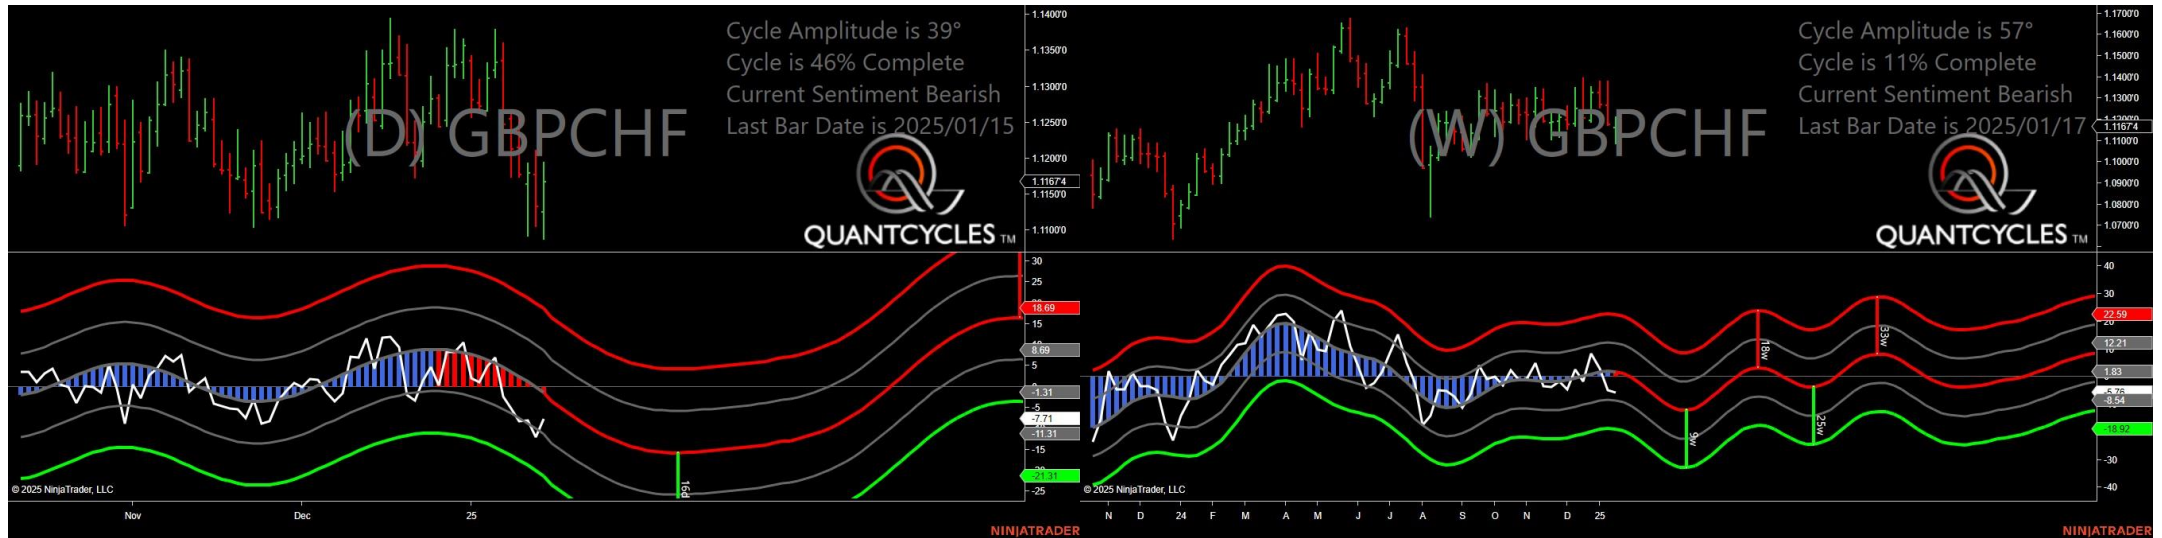 Cycle Amplitude is 39°
Cycle is 46% Complete
Current Sentiment Bearish
Last Bar Date is 2025/01/15
(D) GBPCHF
QUANTCYCLES TM
1.1400'0
1.1350'0
1.1300'0
1.1250'0
1.1200'0
1.1167'4
1.1150'0
1.1100'0
30
25
18.69
15
8.69
5
-1.31
-5
-7.71
-11.31
-15
-21.31
-25
16d
© 2025 NinjaTrader, LLC
Nov
Dec
25
NINJATRADER
Cycle Amplitude is 57°
Cycle is 11% Complete
Current Sentiment Bearish
Last Bar Date is 2025/01/17
(W) GBPCHF
QUANTCYCLES TM
1.1700'0
1.1600'0
1.1500'0
1.1400'0
1.1300'0
1.1167'4
1.1100'0
1.1000'0
1.0900'0
1.0800'0
1.0700'0
40
30
22.59
20
12.21
1.83
-5.76
-8.54
-18.92
-30
-40
9w
18w
25w
33w
© 2025 NinjaTrader, LLC
N D 24 F M A M J J A S O N D 25
NINJATRADER